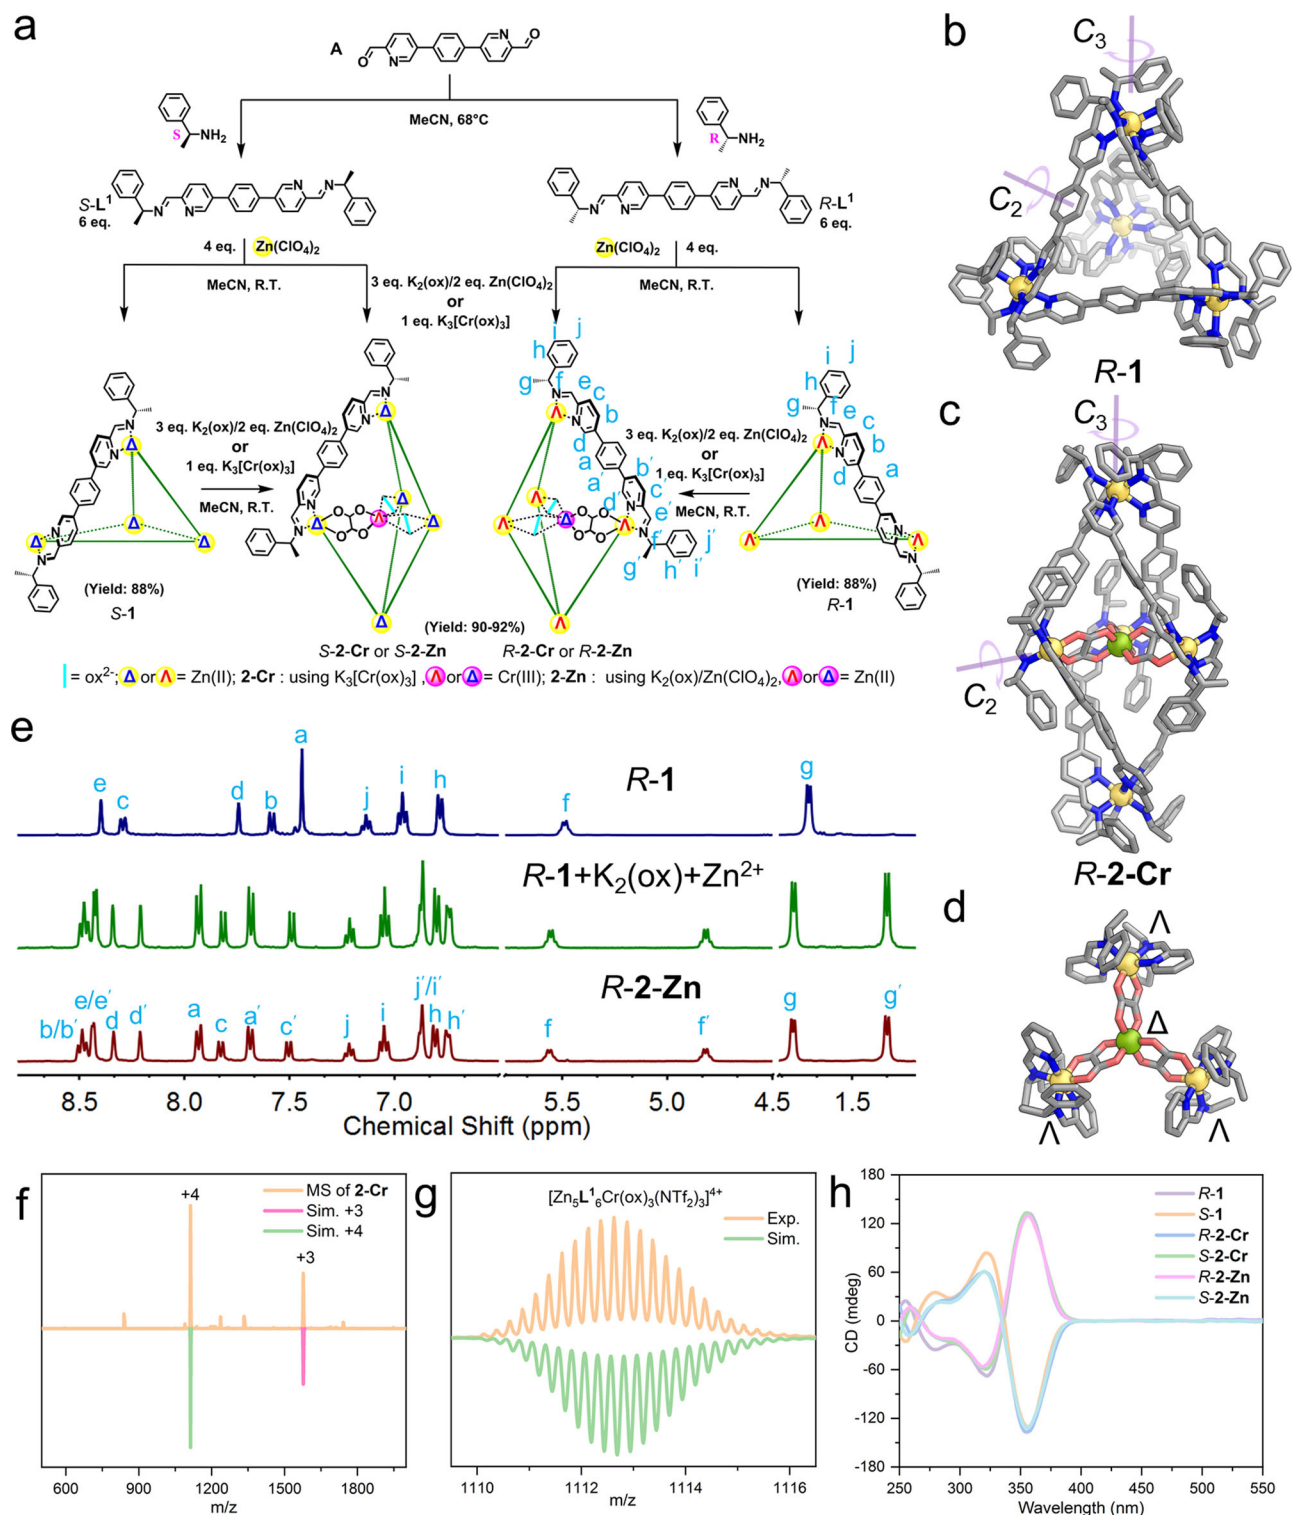 a
A
O
N
N
O
MeCN, 68°C
S
NH2
R
NH2
S-L1
6 eq.
N
N
N
N
N
N
N
N
R-L1
6 eq.
4 eq.
Zn(ClO4)2
MeCN, R.T.
Zn(ClO4)2
4 eq.
MeCN, R.T.
3 eq. K2(ox)/2 eq. Zn(ClO4)2
or
1 eq. K3[Cr(ox)3]
3 eq. K2(ox)/2 eq. Zn(ClO4)2
or
1 eq. K3[Cr(ox)3]
MeCN, R.T.
3 eq. K2(ox)/2 eq. Zn(ClO4)2
or
1 eq. K3[Cr(ox)3]
MeCN, R.T.
i j
h
g f e
c
b
d
a
a′ b′
c′
d′
e′
f′
g′ h′ i′ j′
i j
h
g f e
c
b
d a
(Yield: 88%)
S-1
(Yield: 90-92%)
(Yield: 88%)
R-1
S-2-Cr or S-2-Zn
R-2-Cr or R-2-Zn
= ox2-; Δ or Λ = Zn(II); 2-Cr : using K3[Cr(ox)3] , Λ or Δ = Cr(III); 2-Zn : using K2(ox)/Zn(ClO4)2, Λ or Δ = Zn(II)
b
C3
C2
R-1
c
C3
C2
R-2-Cr
d
Λ
Δ
Λ
Λ
e
R-1
e c d b a j i h f g
R-1+K2(ox)+Zn2+
R-2-Zn
b/b′ e/e′ d d′ a c a′ c′ j i j′/i′ h h′ f f′ g g′
8.5 8.0 7.5 7.0 5.5 5.0 4.5 1.5
Chemical Shift (ppm)
f
+4
+3
MS of 2-Cr
Sim. +3
Sim. +4
600 900 1200 1500 1800
m/z
g
[Zn5L16Cr(ox)3(NTf2)3]4+
Exp.
Sim.
1110 1112 1114 1116
m/z
h
CD (mdeg)
180
120
60
0
-60
-120
-180
R-1
S-1
R-2-Cr
S-2-Cr
R-2-Zn
S-2-Zn
250 300 350 400 450 500 550
Wavelength (nm)